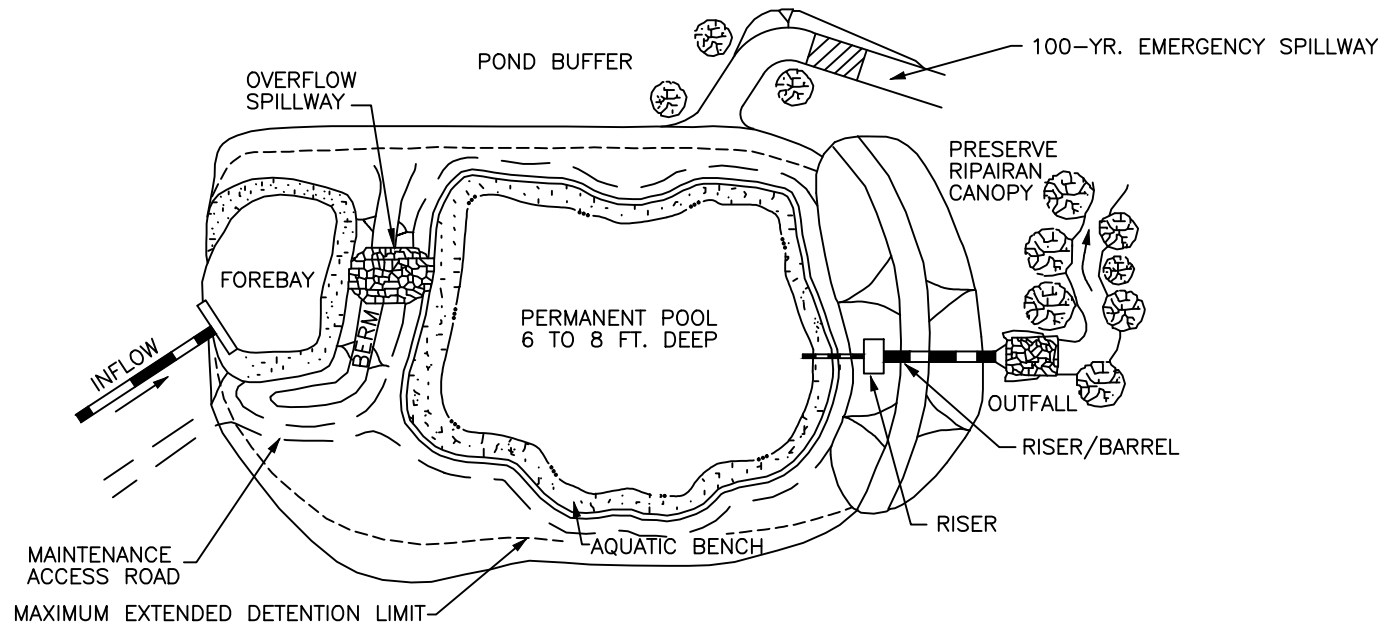 POND BUFFER
100-YR. EMERGENCY SPILLWAY
OVERFLOW
SPILLWAY
PRESERVE
RIPAIRAN
CANOPY
FOREBAY
PERMANENT POOL
6 TO 8 FT. DEEP
BERM
INFLOW
OUTFALL
RISER/BARREL
RISER
AQUATIC BENCH
MAINTENANCE
ACCESS ROAD
MAXIMUM EXTENDED DETENTION LIMIT